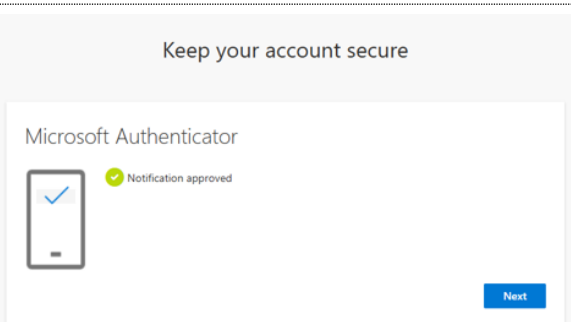 Keep your account secure
Microsoft Authenticator
Notification approved
Next